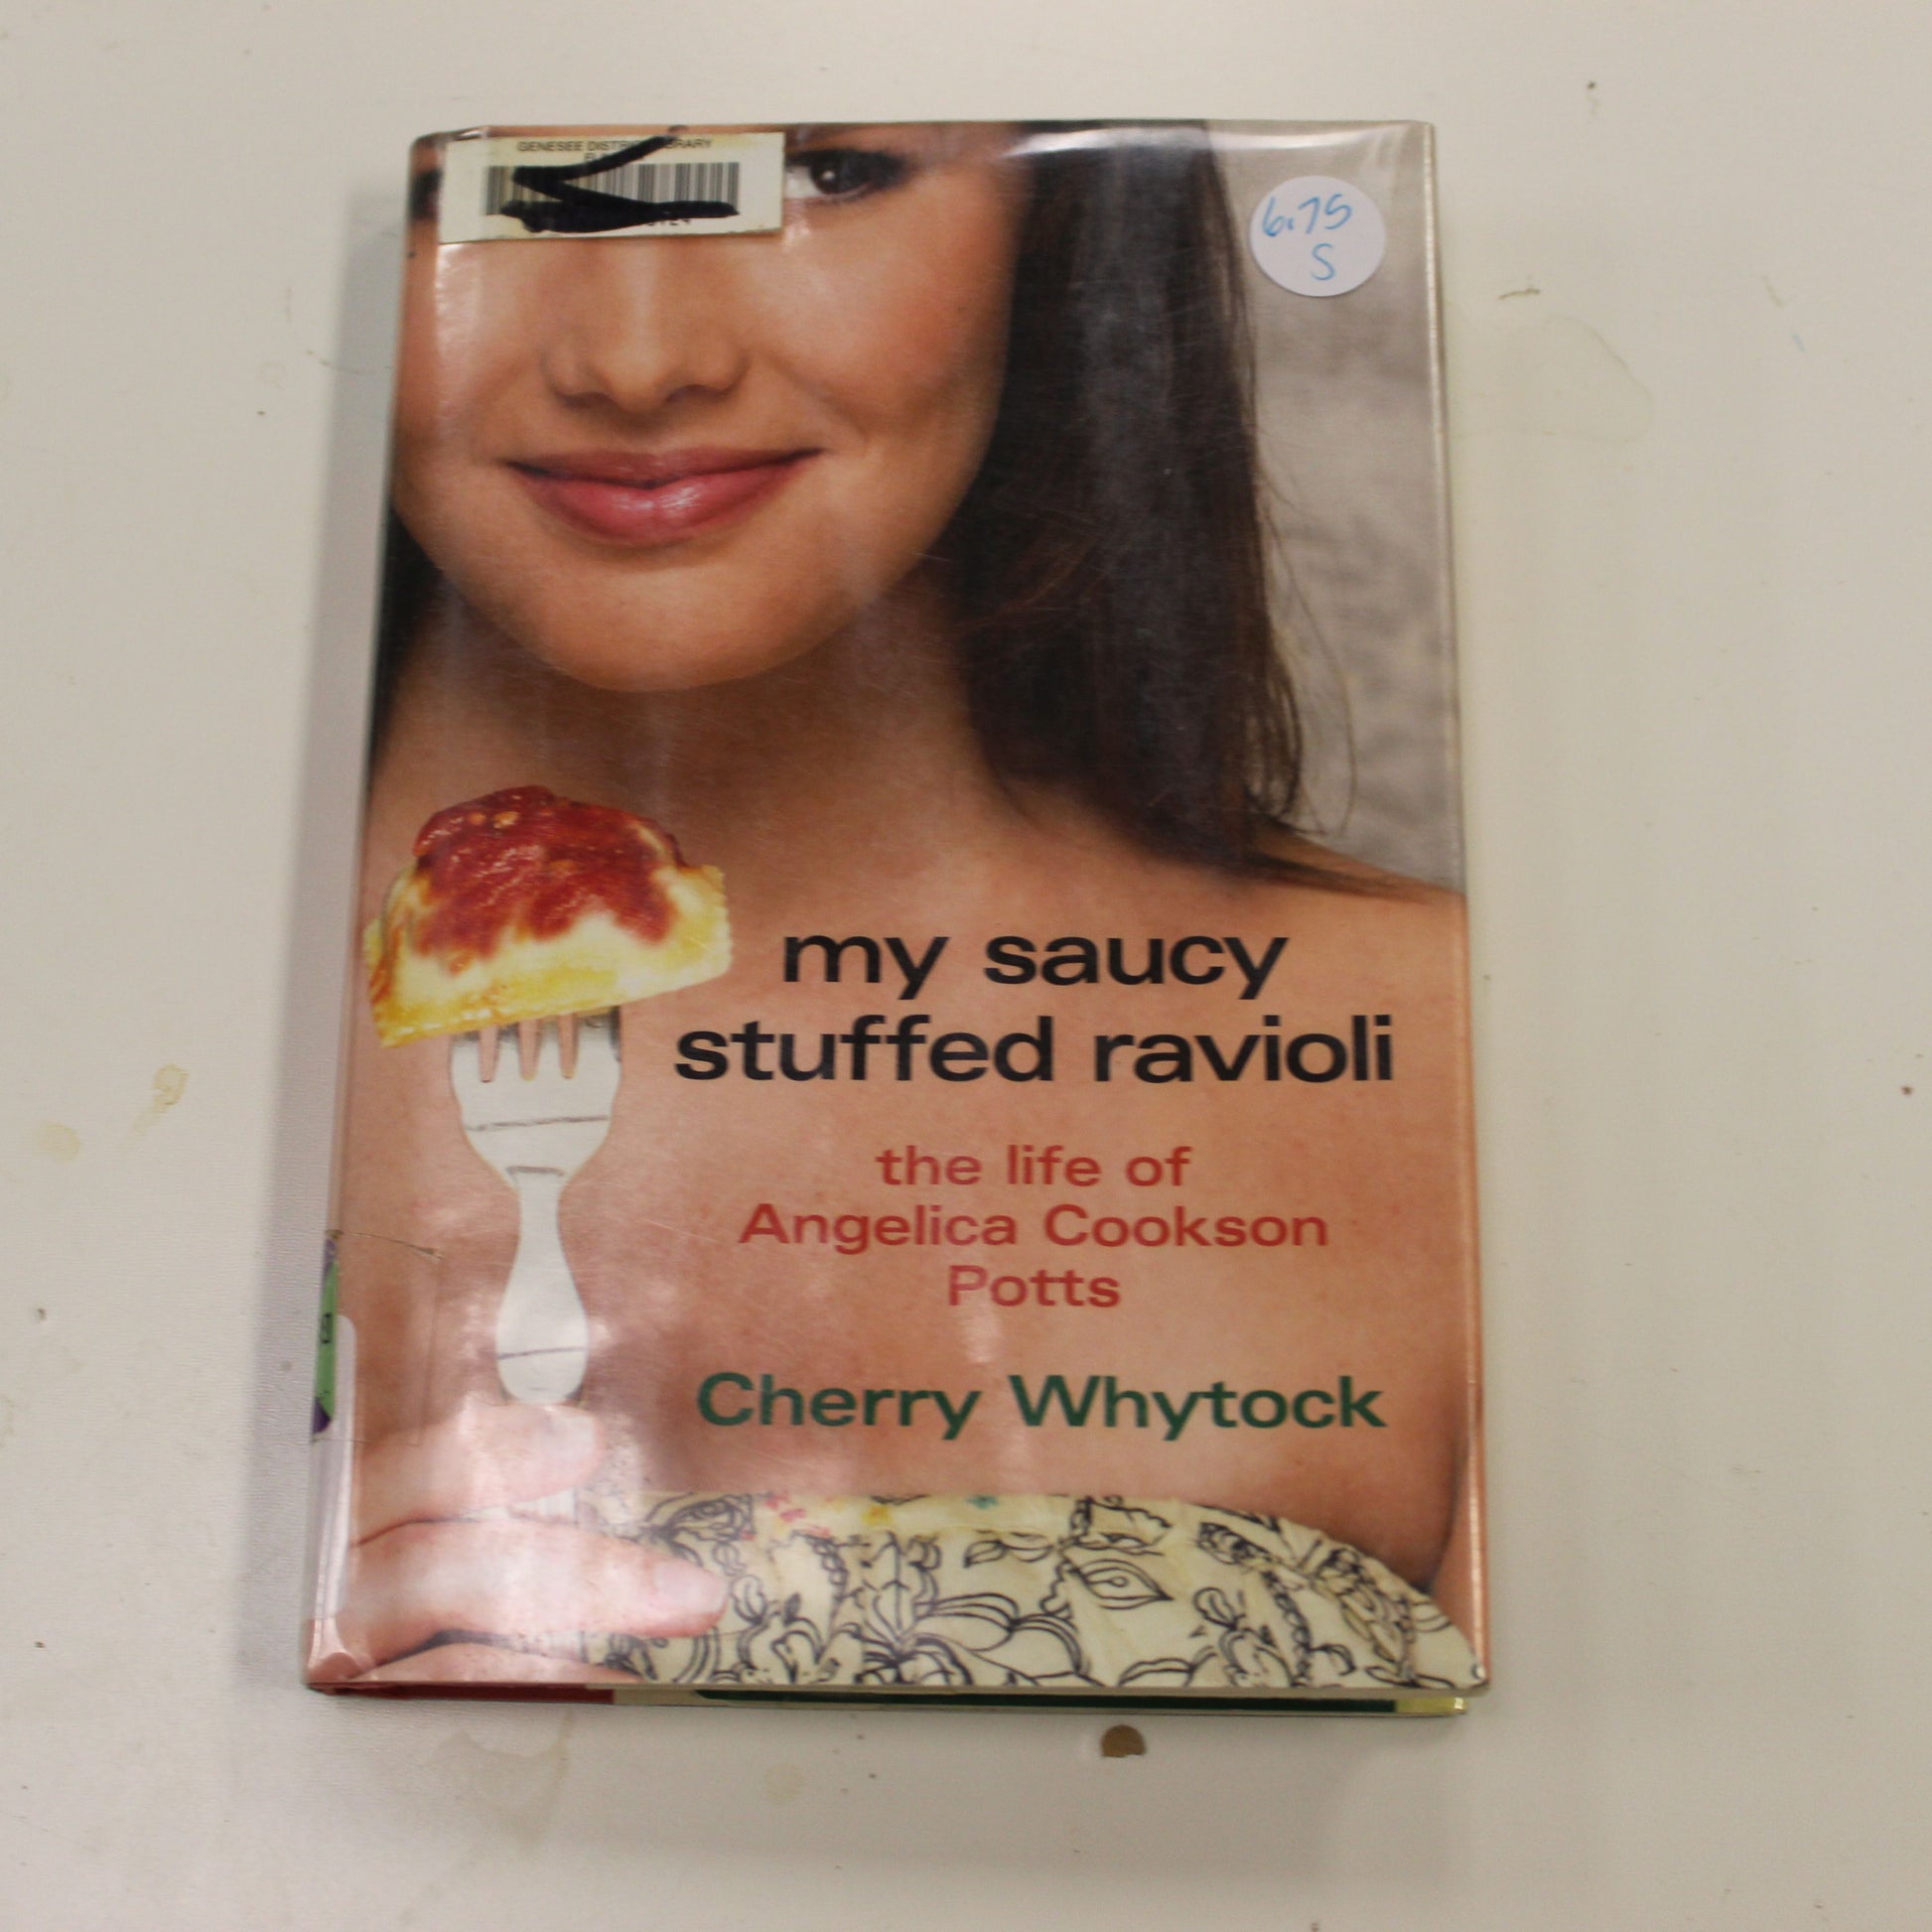 GENESEE DISTRICT LIBRARY
6.75
S
my saucy
stuffed ravioli
the life of
Angelica Cookson
Potts
Cherry Whytock